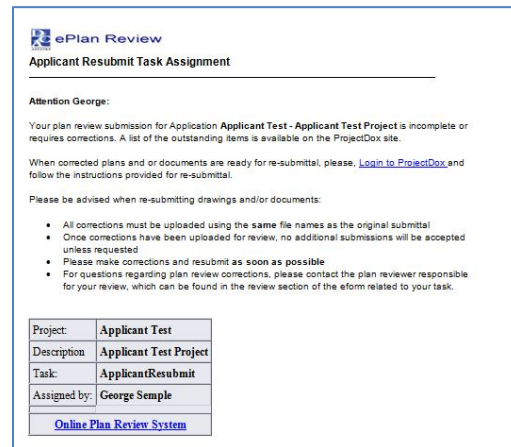 ePlan Review
Applicant Resubmit Task Assignment
Attention George:
Your plan review submission for Application Applicant Test - Applicant Test Project is incomplete or
requires corrections. A list of the outstanding items is available on the ProjectDox site.
When corrected plans and or documents are ready for re-submittal, please, Login to ProjectDox and
follow the instructions provided for re-submittal.
Please be advised when re-submitting drawings and/or documents:
• All corrections must be uploaded using the same file names as the original submittal
• Once corrections have been uploaded for review, no additional submissions will be accepted
unless requested
• Please make corrections and resubmit as soon as possible
• For questions regarding plan review corrections, please contact the plan reviewer responsible
for your review, which can be found in the review section of the eform related to your task.
Project: Applicant Test
Description Applicant Test Project
Task: ApplicantResubmit
Assigned by: George Semple
Online Plan Review System